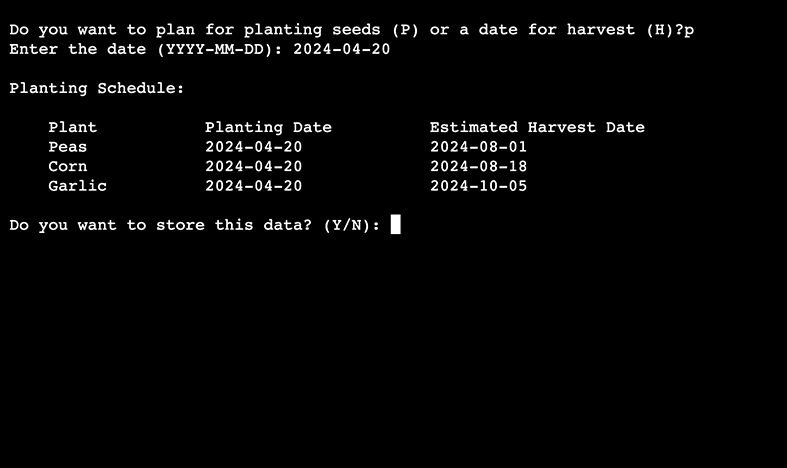 Do you want to plan for planting seeds (P) or a date for harvest (H)?p
Enter the date (YYYY-MM-DD): 2024-04-20
Planting Schedule:
Plant Planting Date Estimated Harvest Date
Peas 2024-04-20 2024-08-01
Corn 2024-04-20 2024-08-18
Garlic 2024-04-20 2024-10-05
Do you want to store this data? (Y/N):